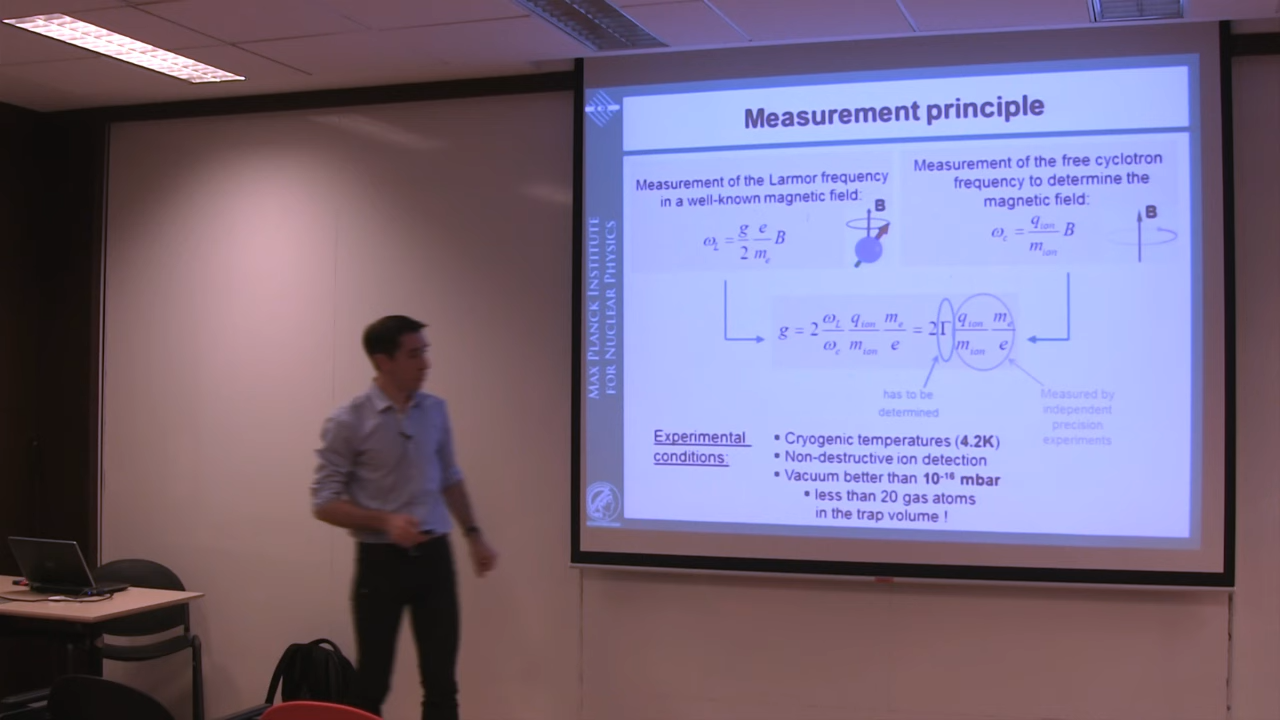 Measurement principle
MAX PLANCK INSTITUTE
FOR NUCLEAR PHYSICS
Measurement of the Larmor frequency
in a well-known magnetic field:
B
ω_L = g/2 e/m_e B
Measurement of the free cyclotron
frequency to determine the
magnetic field:
B
ω_c = q_ion/m_ion B
g = 2 ω_L/ω_c q_ion/m_ion m_e/e = 2Γ q_ion/m_ion m_e/e
has to be
determined
Measured by
independent
precision
experiments
Experimental
conditions:
• Cryogenic temperatures (4.2K)
• Non-destructive ion detection
• Vacuum better than 10⁻¹⁶ mbar
• less than 20 gas atoms
in the trap volume !